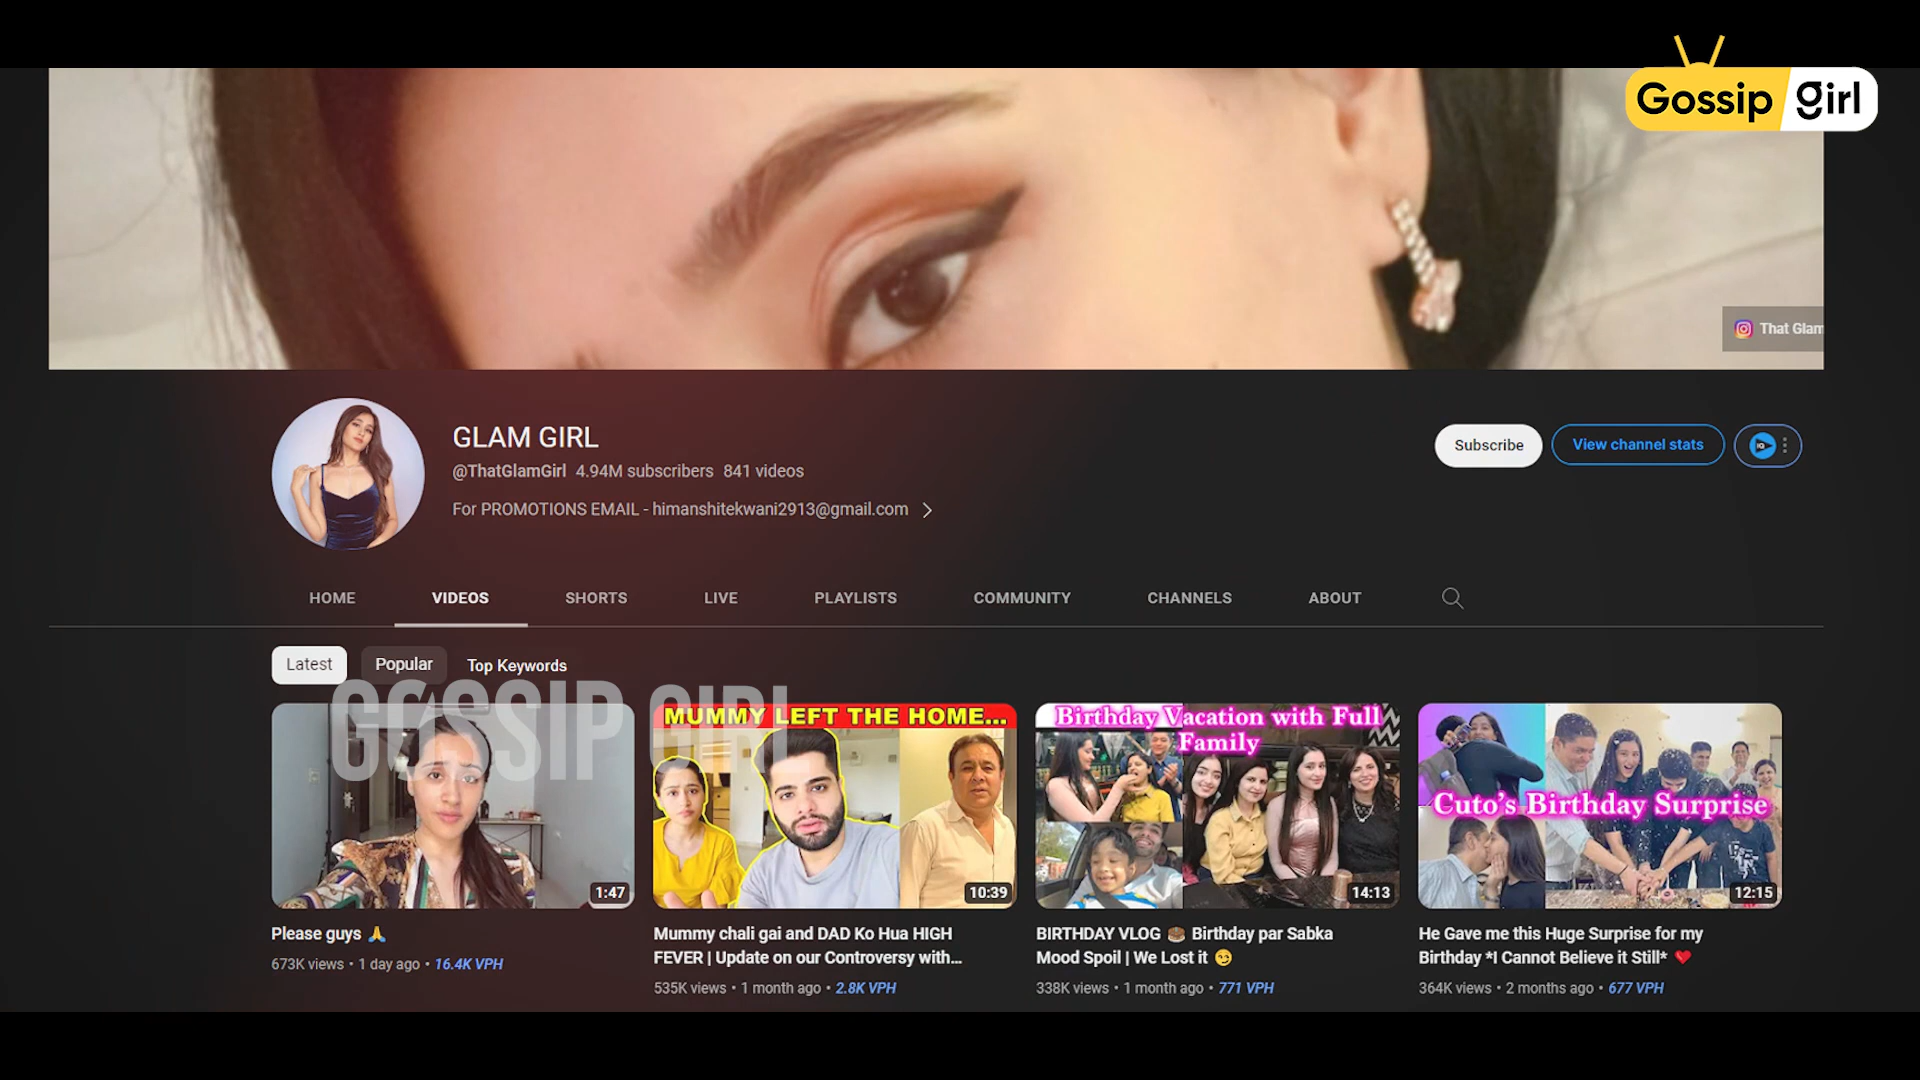 Gossip girl
That Glam
GLAM GIRL
@ThatGlamGirl 4.94M subscribers 841 videos
For PROMOTIONS EMAIL - himanshitekwani2913@gmail.com
Subscribe
View channel stats
HOME VIDEOS SHORTS LIVE PLAYLISTS COMMUNITY CHANNELS ABOUT
Latest Popular Top Keywords
GOSSIP GIRL
1:47
MUMMY LEFT THE HOME...
10:39
Birthday Vacation with Full
Family
14:13
Cuto's Birthday Surprise
12:15
Please guys 🙏
673K views • 1 day ago • 16.4K VPH
Mummy chali gai and DAD Ko Hua HIGH
FEVER | Update on our Controversy with...
535K views • 1 month ago • 2.8K VPH
BIRTHDAY VLOG 🎂 Birthday par Sabka
Mood Spoil | We Lost it 😏
338K views • 1 month ago • 771 VPH
He Gave me this Huge Surprise for my
Birthday *I Cannot Believe it Still* ❤️
364K views • 2 months ago • 677 VPH